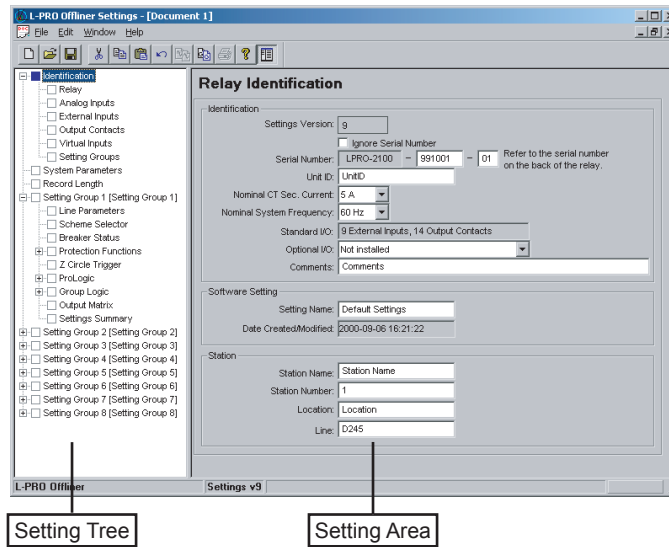 L-PRO Offliner Settings - [Document 1]
File Edit Window Help
Identification
Relay
Analog Inputs
External Inputs
Output Contacts
Virtual Inputs
Setting Groups
System Parameters
Record Length
Setting Group 1 [Setting Group 1]
Line Parameters
Scheme Selector
Breaker Status
Protection Functions
Z Circle Trigger
ProLogic
Group Logic
Output Matrix
Settings Summary
Setting Group 2 [Setting Group 2]
Setting Group 3 [Setting Group 3]
Setting Group 4 [Setting Group 4]
Setting Group 5 [Setting Group 5]
Setting Group 6 [Setting Group 6]
Setting Group 7 [Setting Group 7]
Setting Group 8 [Setting Group 8]
Relay Identification
Identification
Settings Version: 9
Ignore Serial Number
Serial Number: LPRO-2100 - 991001 - 01 Refer to the serial number
on the back of the relay.
Unit ID: UnitID
Nominal CT Sec. Current: 5 A
Nominal System Frequency: 60 Hz
Standard I/O: 9 External Inputs, 14 Output Contacts
Optional I/O: Not installed
Comments: Comments
Software Setting
Setting Name: Default Settings
Date Created/Modified: 2000-09-06 16:21:22
Station
Station Name: Station Name
Station Number: 1
Location: Location
Line: D245
L-PRO Offliner Settings v9
Setting Tree
Setting Area